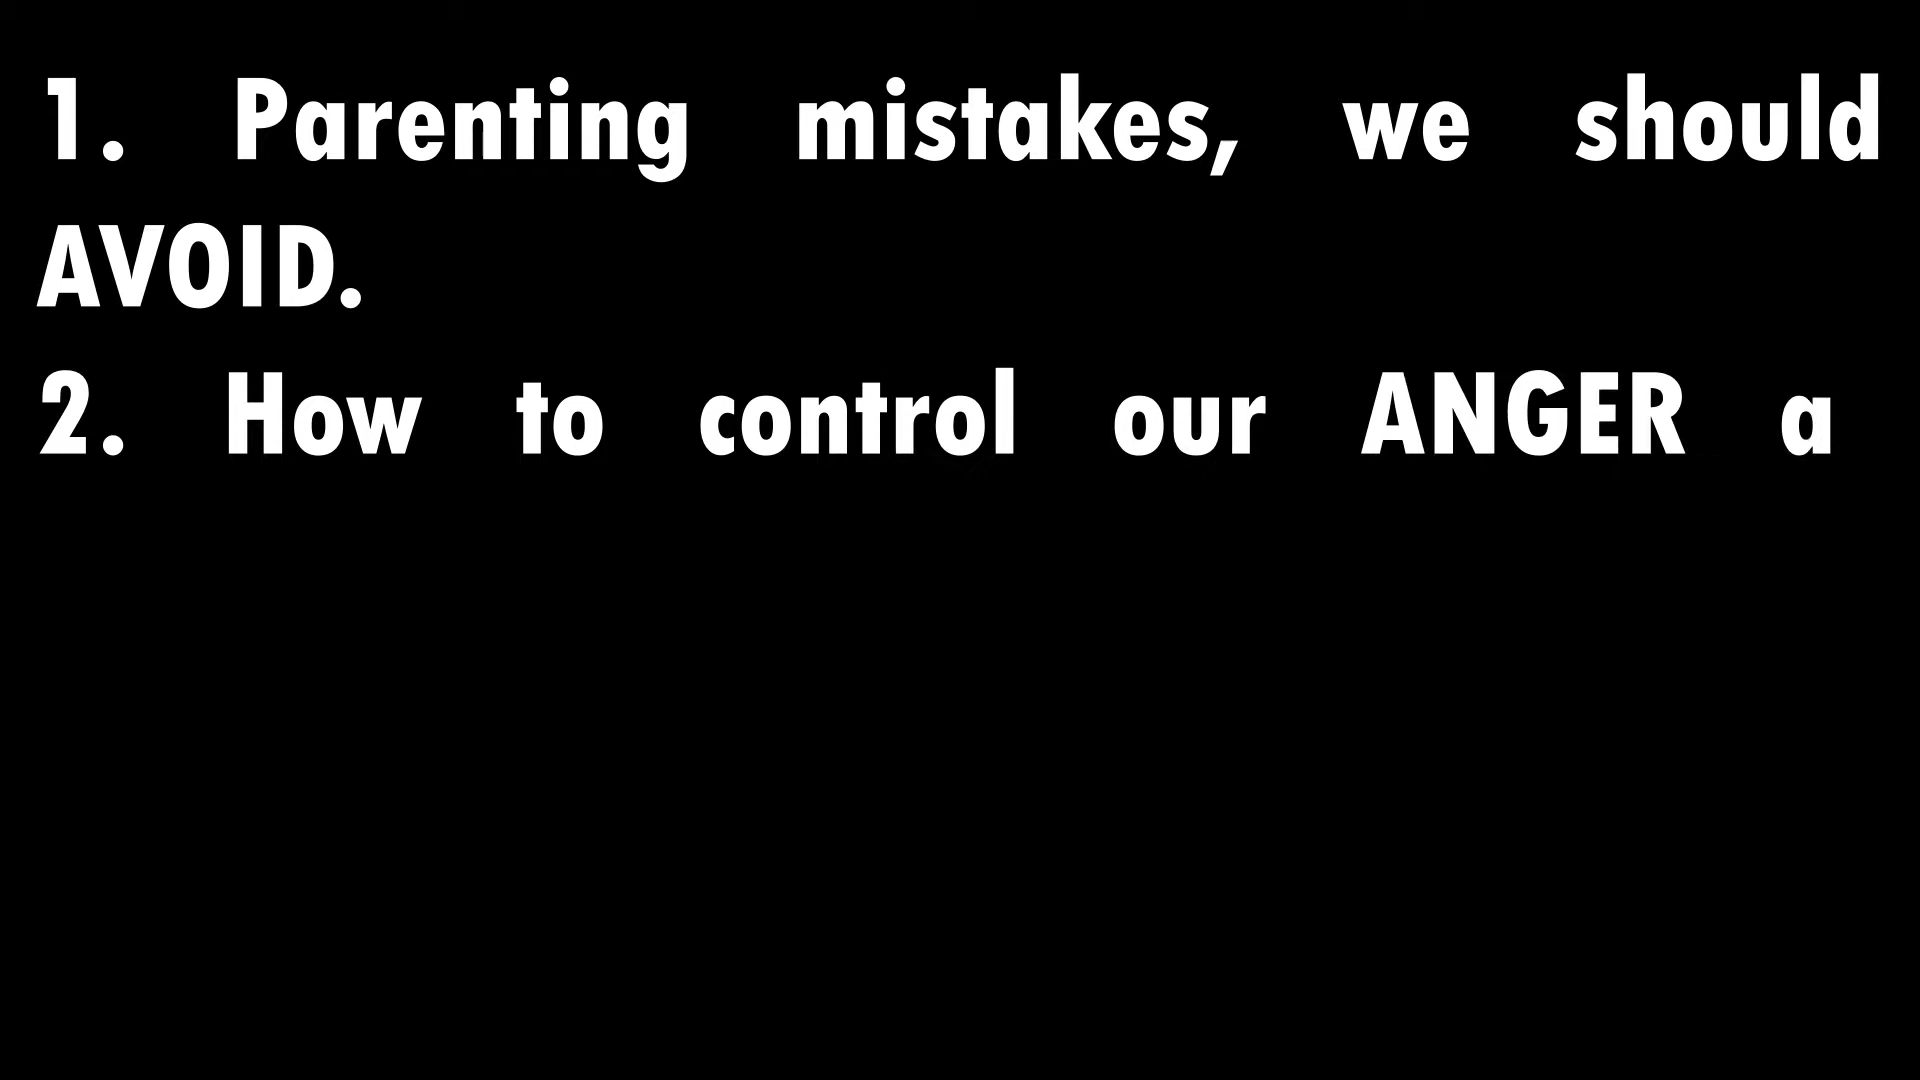 1. Parenting mistakes, we should
AVOID.
2. How to control our ANGER a